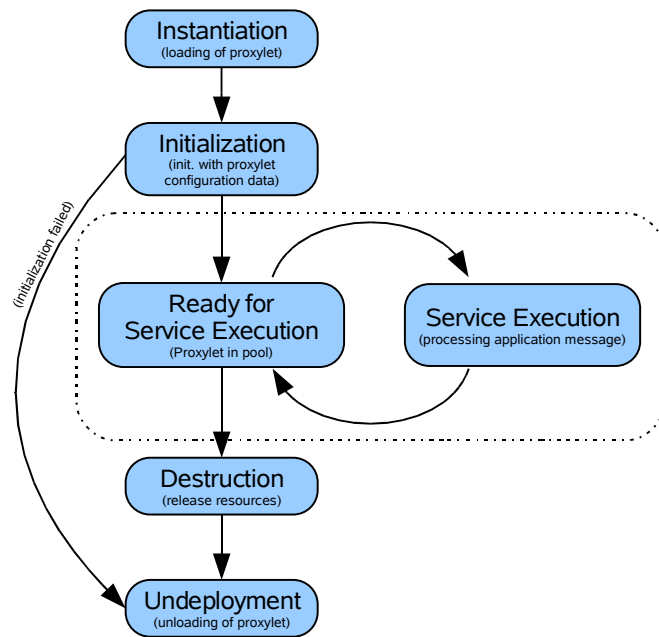 Instantiation
(loading of proxylet)
Initialization
(init. with proxylet
configuration data)
(initialization failed)
Ready for
Service Execution
(Proxylet in pool)
Service Execution
(processing application message)
Destruction
(release resources)
Undeployment
(unloading of proxylet)